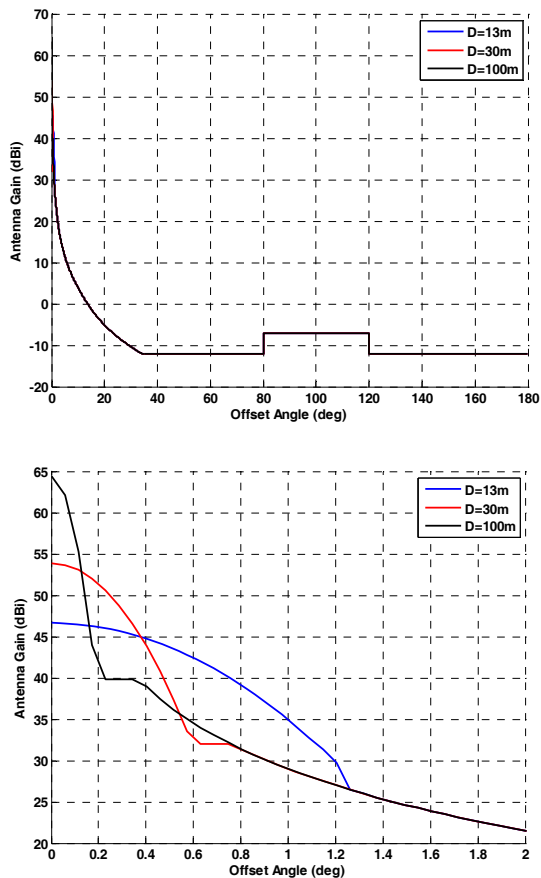 70
60
50
40
30
20
10
0
-10
-20
Antenna Gain (dBi)
D=13m
D=30m
D=100m
0 20 40 60 80 100 120 140 160 180
Offset Angle (deg)
65
60
55
50
45
40
35
30
25
20
Antenna Gain (dBi)
D=13m
D=30m
D=100m
0 0.2 0.4 0.6 0.8 1 1.2 1.4 1.6 1.8 2
Offset Angle (deg)